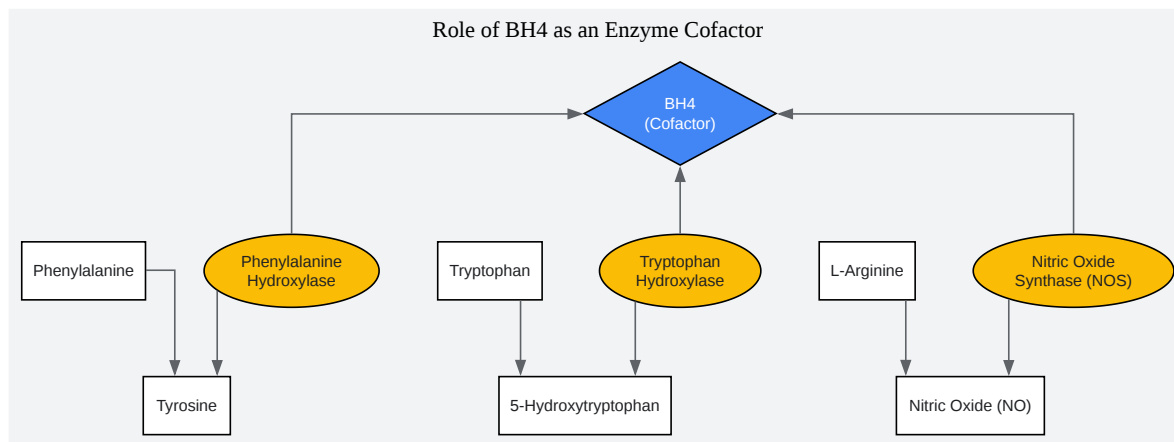 Role of BH4 as an Enzyme Cofactor
BH4
(Cofactor)
Phenylalanine
Phenylalanine
Hydroxylase
Tryptophan
Tryptophan
Hydroxylase
L-Arginine
Nitric Oxide
Synthase (NOS)
Tyrosine
5-Hydroxytryptophan
Nitric Oxide (NO)